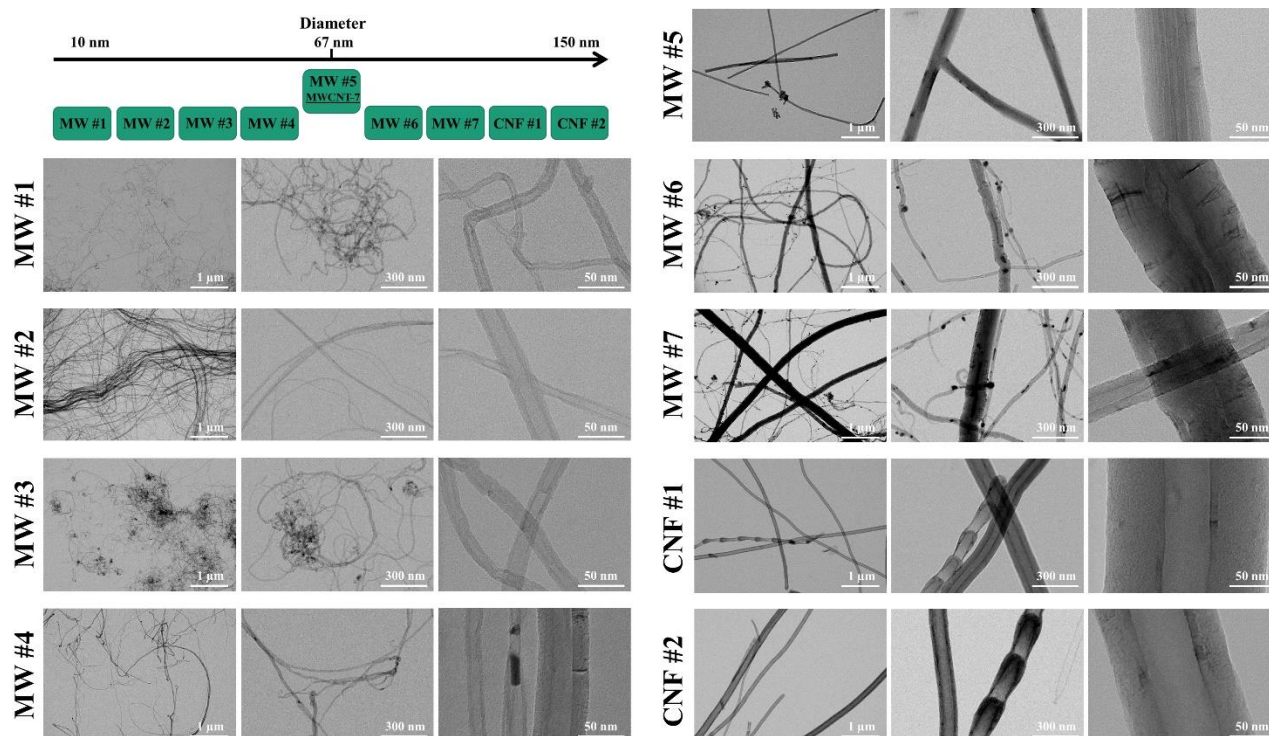 Diameter
10 nm 67 nm 150 nm
MW #5
MWCNT-7
MW #1 MW #2 MW #3 MW #4 MW #6 MW #7 CNF #1 CNF #2
MW #1
1 µm 300 nm 50 nm
MW #2
1 µm 300 nm 50 nm
MW #3
1 µm 300 nm 50 nm
MW #4
1 µm 300 nm 50 nm
MW #5
1 µm 300 nm 50 nm
MW #6
1 µm 300 nm 50 nm
MW #7
1 µm 300 nm 50 nm
CNF #1
1 µm 300 nm 50 nm
CNF #2
1 µm 300 nm 50 nm